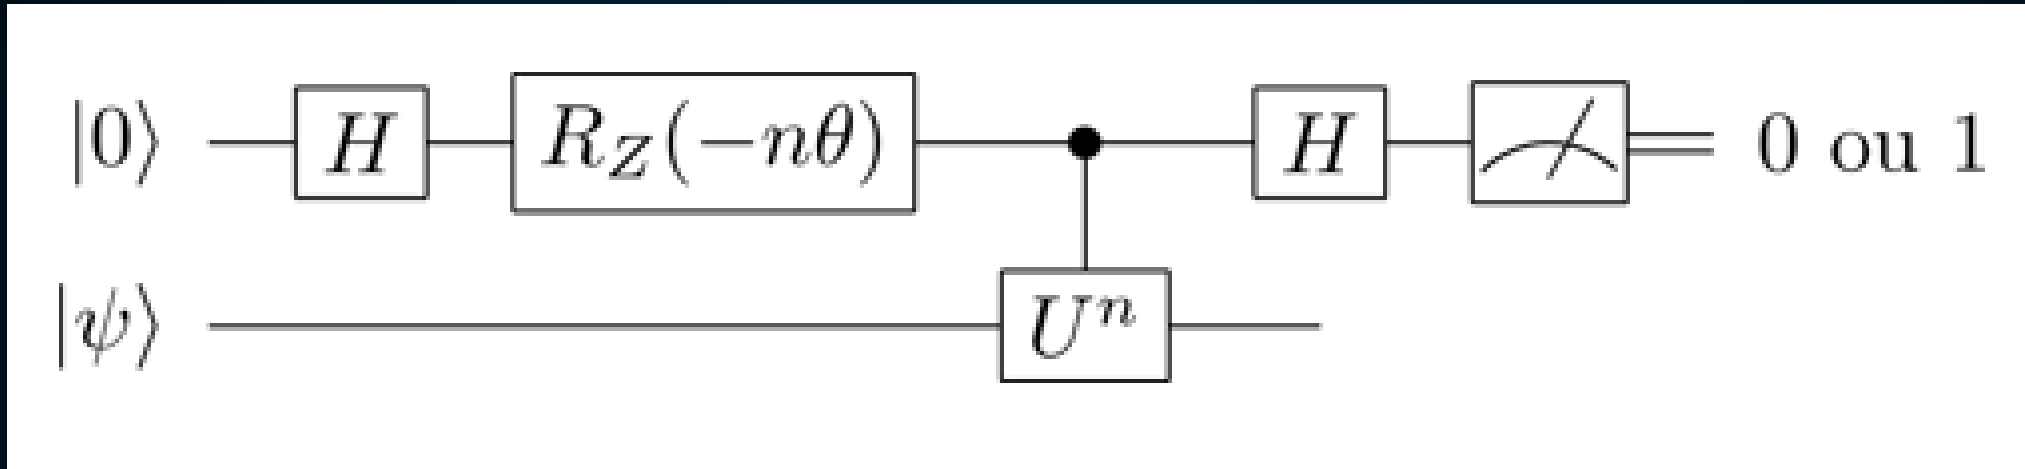 |0⟩ H R_Z(−nθ) H 0 ou 1
|ψ⟩ U^n